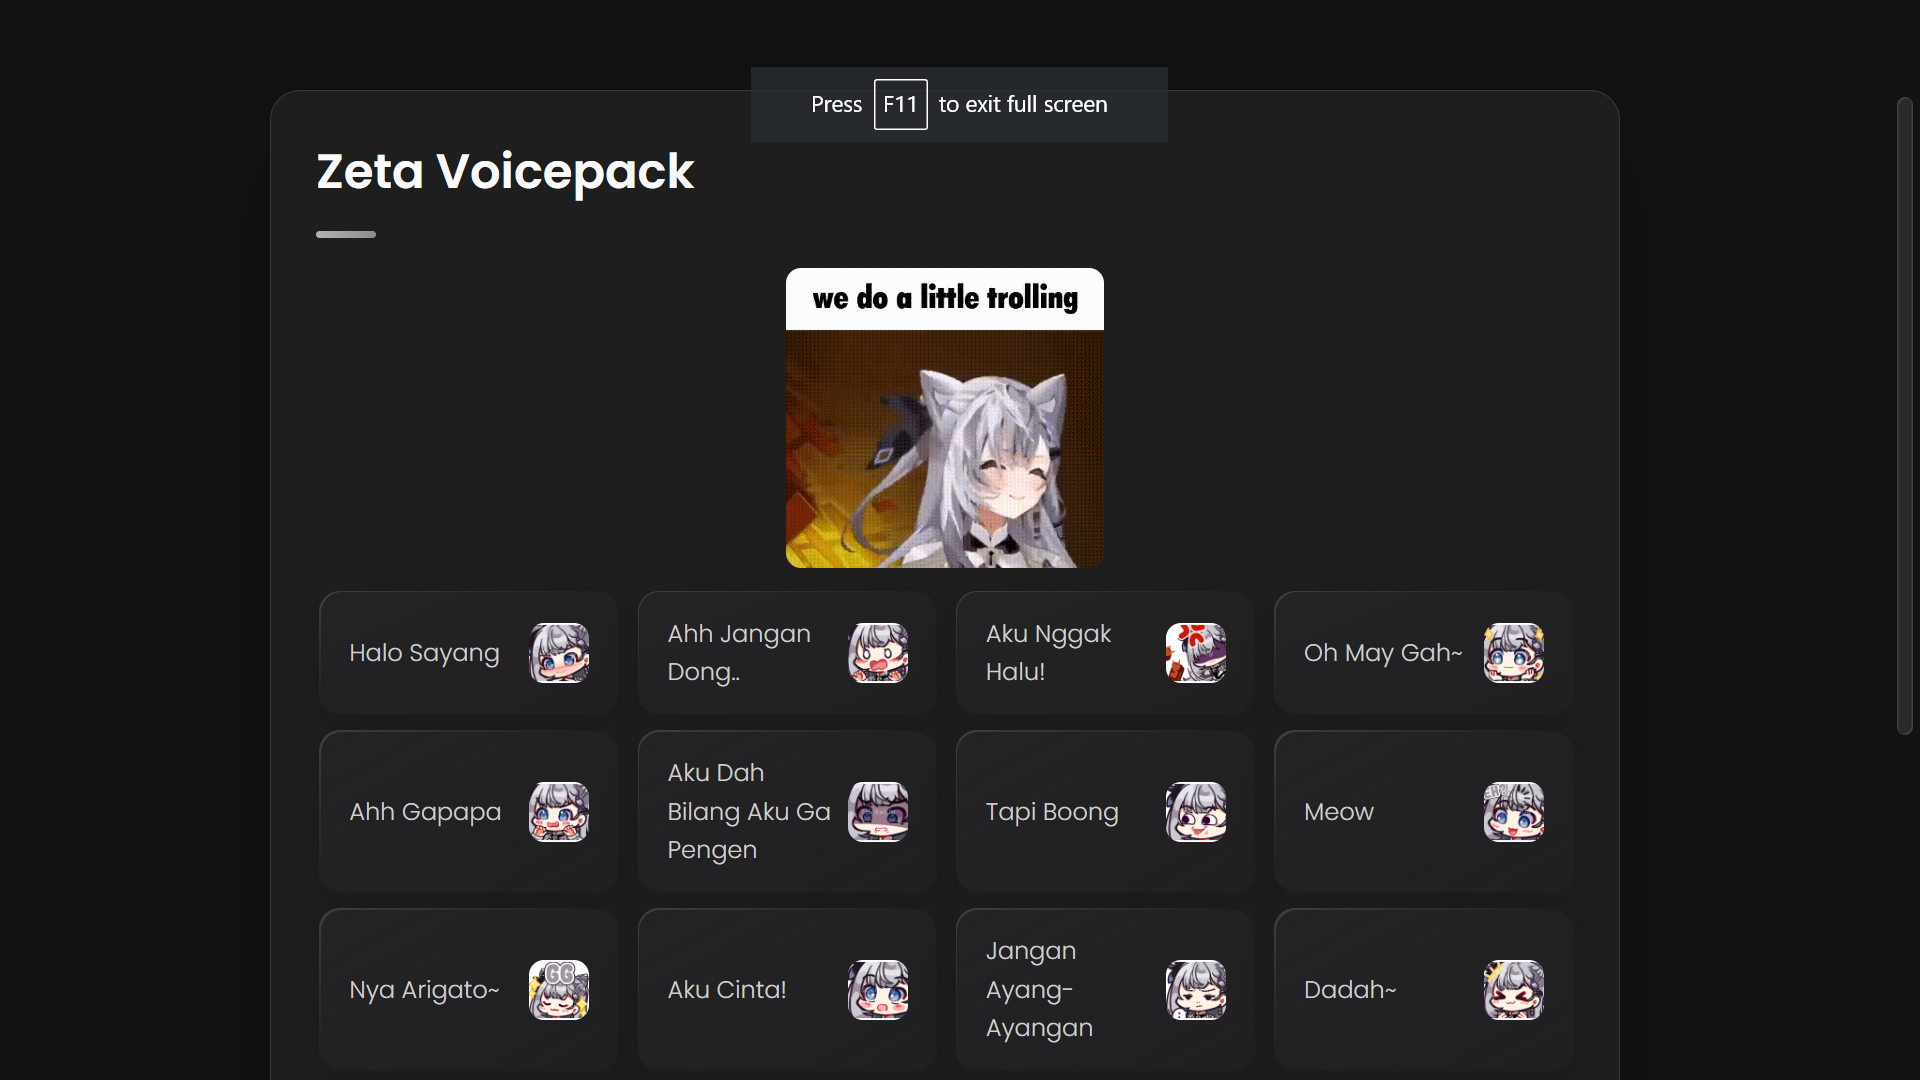 Press F11 to exit full screen
Zeta Voicepack
we do a little trolling
Halo Sayang
Ahh Jangan
Dong..
Aku Nggak
Halu!
Oh May Gah~
Ahh Gapapa
Aku Dah
Bilang Aku Ga
Pengen
Tapi Boong
Meow
Nya Arigato~
GG
Aku Cinta!
Jangan
Ayang-
Ayangan
Dadah~